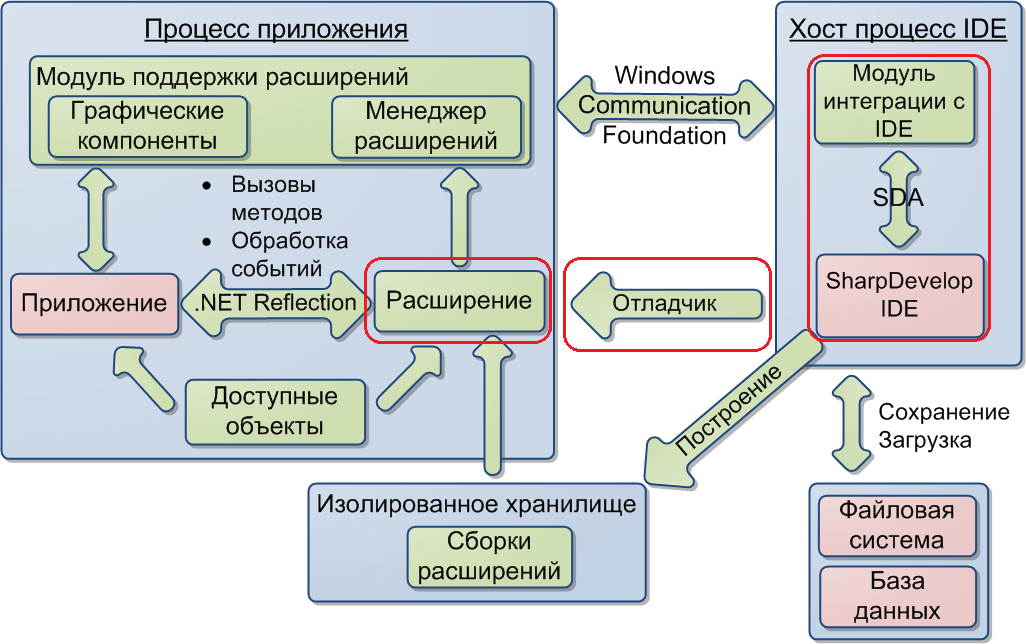 Процесс приложения
Модуль поддержки расширений
Графические
компоненты
Менеджер
расширений
Вызовы
методов
Обработка
событий
Приложение
.NET Reflection
Расширение
Доступные
объекты
Windows
Communication
Foundation
Отладчик
Хост процесс IDE
Модуль
интеграции с
IDE
SDA
SharpDevelop
IDE
Построение
Сохранение
Загрузка
Изолированное хранилище
Сборки
расширений
Файловая
система
База
данных